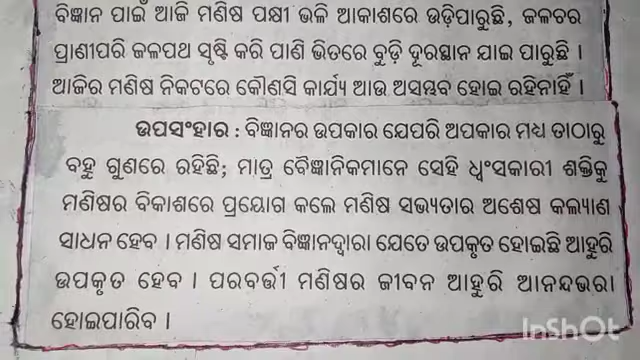 ବିଜ୍ଞାନ ପାଇଁ ଆଜି ମଣିଷ ପକ୍ଷୀ ଭଳି ଆକାଶରେ ଉଡ଼ିପାରୁଛି, ଜଳଚର
ପ୍ରାଣୀପରି ଜଳପଥ ସୃଷ୍ଟି କରି ପାଣି ଭିତରେ ବୁଡ଼ି ଦୂରସ୍ଥାନ ଯାଇ ପାରୁଛି ।
ଆଜିର ମଣିଷ ନିକଟରେ କୌଣସି କାର୍ଯ୍ୟ ଆଉ ଅସମ୍ଭବ ହୋଇ ରହିନାହିଁ ।
ଉପସଂହାର : ବିଜ୍ଞାନର ଉପକାର ଯେପରି ଅପକାର ମଧ୍ୟ ତାଠାରୁ
ବହୁ ଗୁଣରେ ରହିଛି; ମାତ୍ର ବୈଜ୍ଞାନିକମାନେ ସେହି ଧ୍ୱଂସକାରୀ ଶକ୍ତିକୁ
ମଣିଷର ବିକାଶରେ ପ୍ରୟୋଗ କଲେ ମଣିଷ ସଭ୍ୟତାର ଅଶେଷ କଲ୍ୟାଣ
ସାଧନ ହେବ । ମଣିଷ ସମାଜ ବିଜ୍ଞାନଦ୍ୱାରା ଯେତେ ଉପକୃତ ହୋଇଛି ଆହୁରି
ଉପକୃତ ହେବ । ପରବର୍ତ୍ତୀ ମଣିଷର ଜୀବନ ଆହୁରି ଆନନ୍ଦଭରା
ହୋଇପାରିବ ।
InShOt